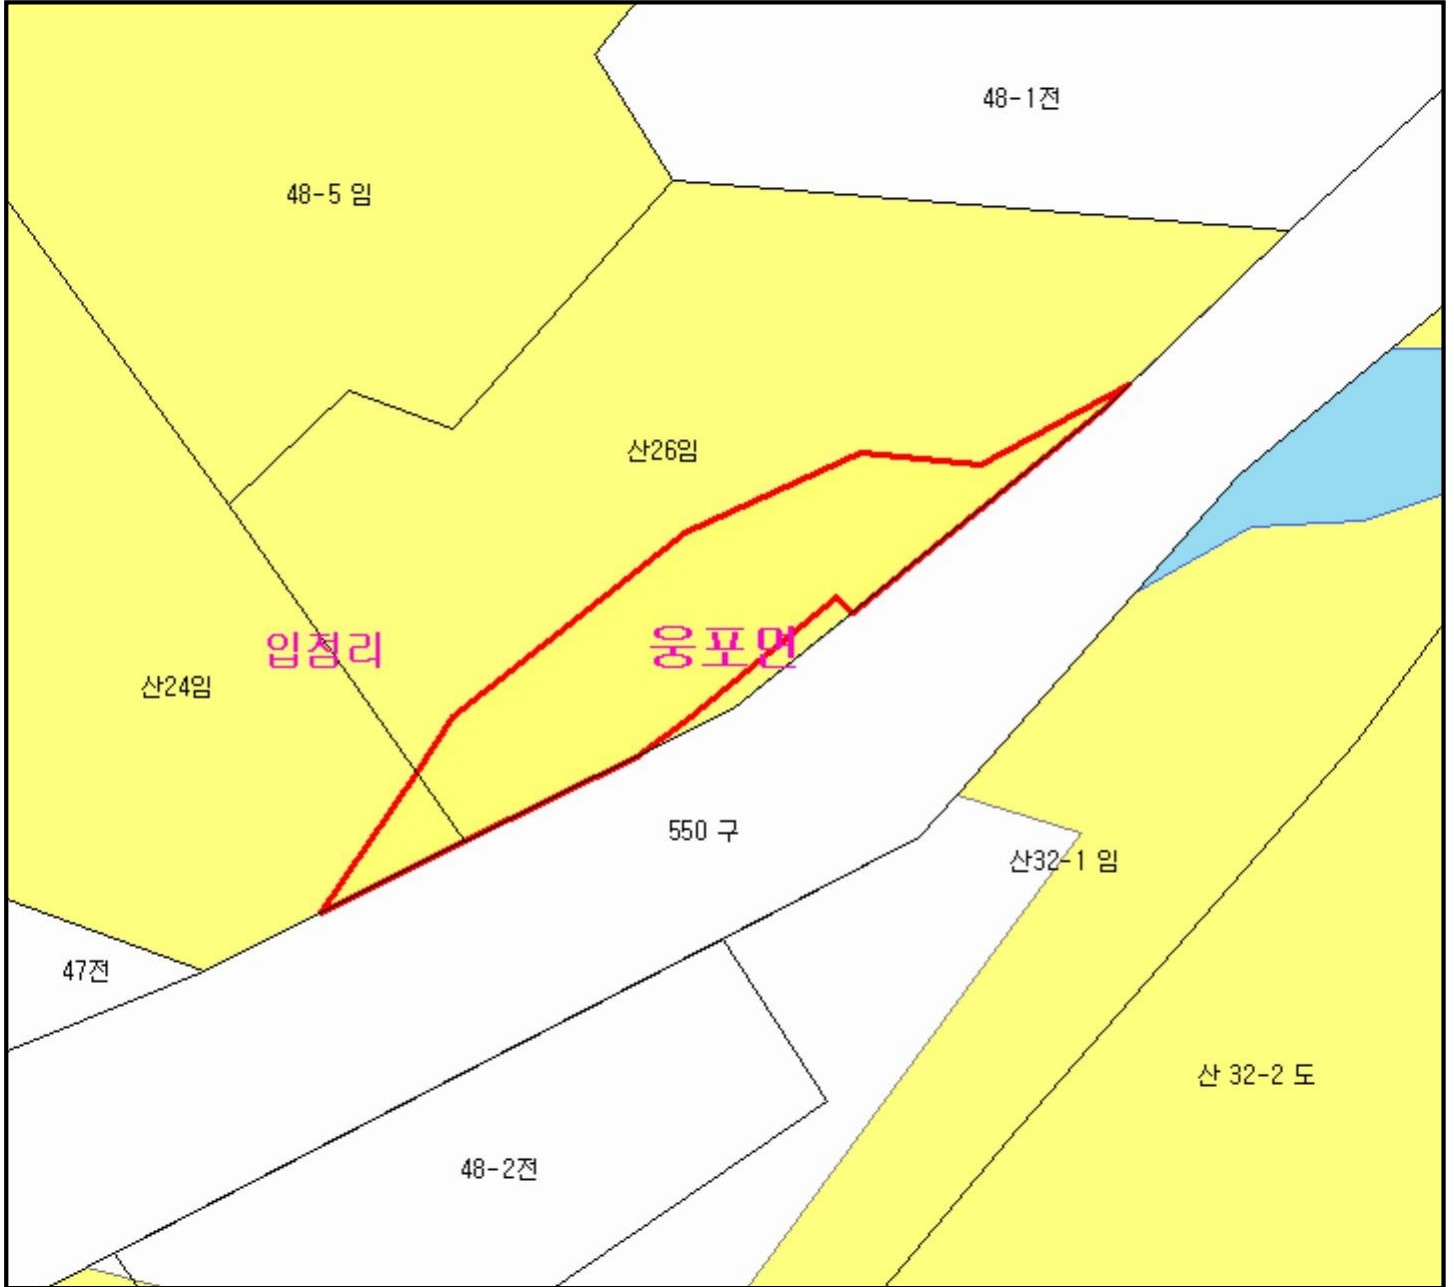 48-1전
48-5 임
산26임
입점리
웅포면
산24임
550 구
산32-1 임
47전
산 32-2 도
48-2전